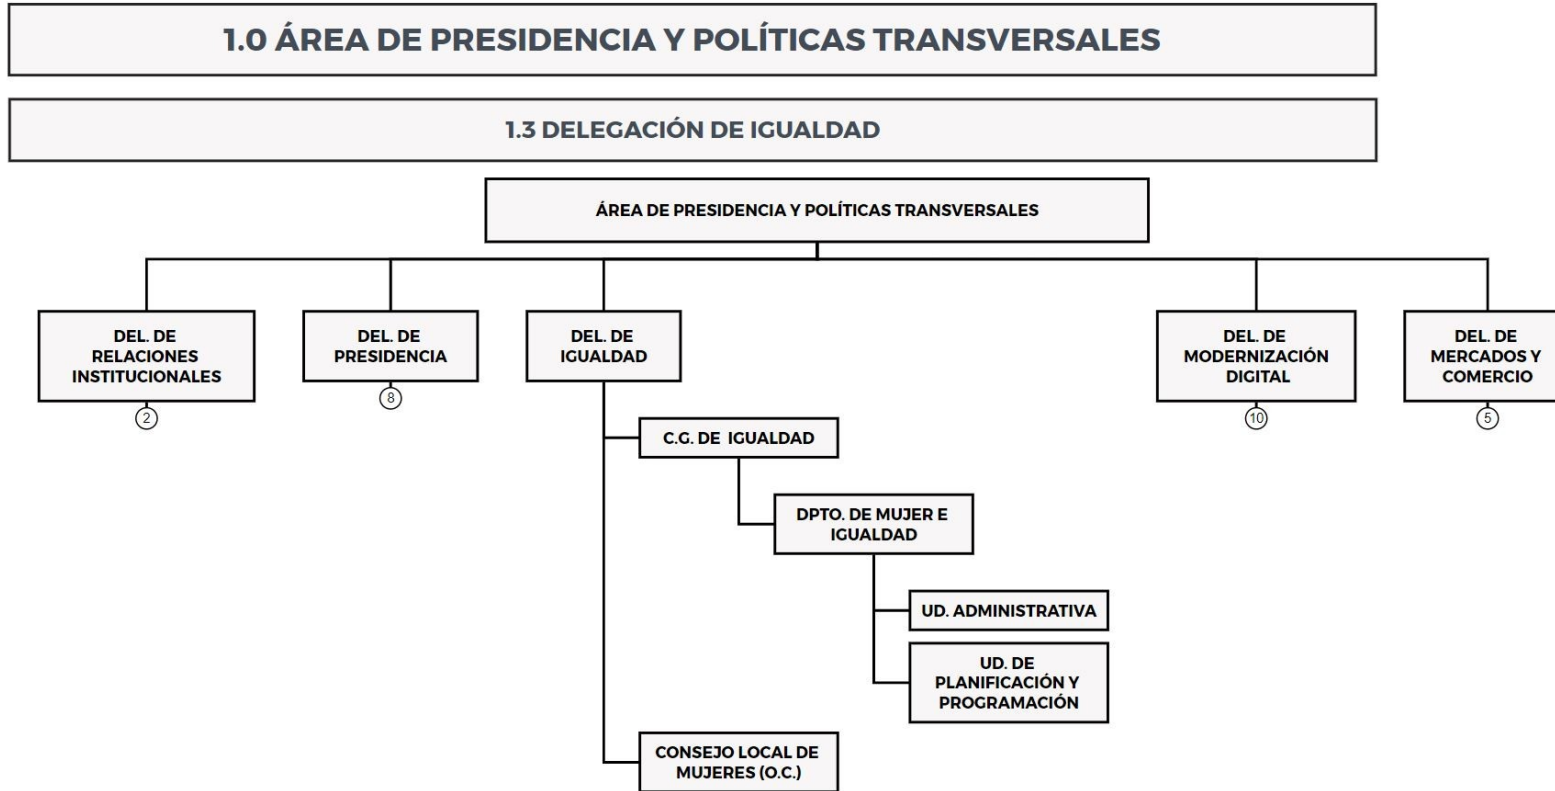 1.0 ÁREA DE PRESIDENCIA Y POLÍTICAS TRANSVERSALES
1.3 DELEGACIÓN DE IGUALDAD
ÁREA DE PRESIDENCIA Y POLÍTICAS TRANSVERSALES
DEL. DE
RELACIONES
INSTITUCIONALES
2
DEL. DE
PRESIDENCIA
8
DEL. DE
IGUALDAD
DEL. DE
MODERNIZACIÓN
DIGITAL
10
DEL. DE
MERCADOS Y
COMERCIO
5
C.G. DE IGUALDAD
DPTO. DE MUJER E
IGUALDAD
UD. ADMINISTRATIVA
UD. DE
PLANIFICACIÓN Y
PROGRAMACIÓN
CONSEJO LOCAL DE
MUJERES (O.C.)